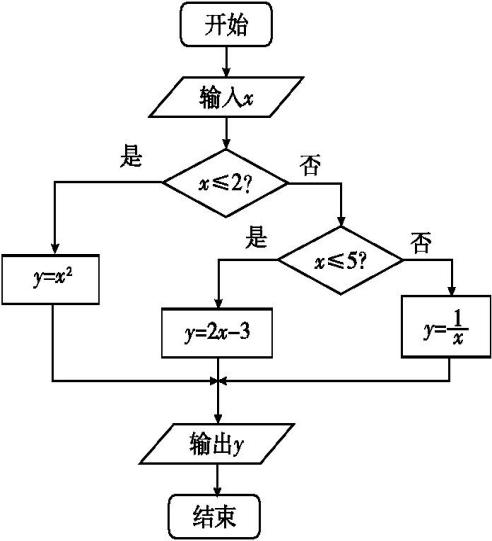 开始
输入x
是
否
x≤2?
是
否
x≤5?
y=x²
y=2x-3
y=1/x
输出y
结束